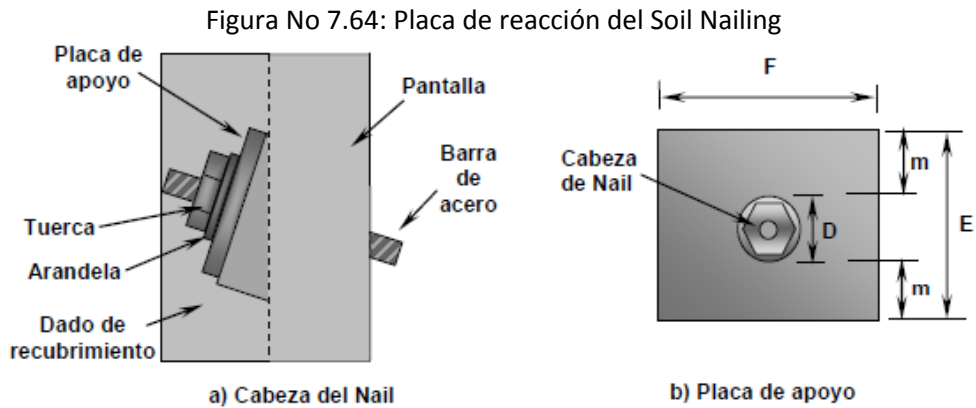 Figura No 7.64: Placa de reacción del Soil Nailing
Placa de
apoyo
Pantalla
Barra
de
acero
Tuerca
Arandela
Dado de
recubrimiento
a) Cabeza del Nail
F
Cabeza
de Nail
D
m
E
m
b) Placa de apoyo